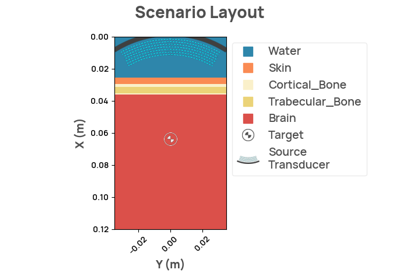 Scenario Layout
0.00
0.02
0.04
0.06
0.08
0.10
0.12
X (m)
-0.02
0.00
0.02
Y (m)
Water
Skin
Cortical_Bone
Trabecular_Bone
Brain
Target
Source
Transducer